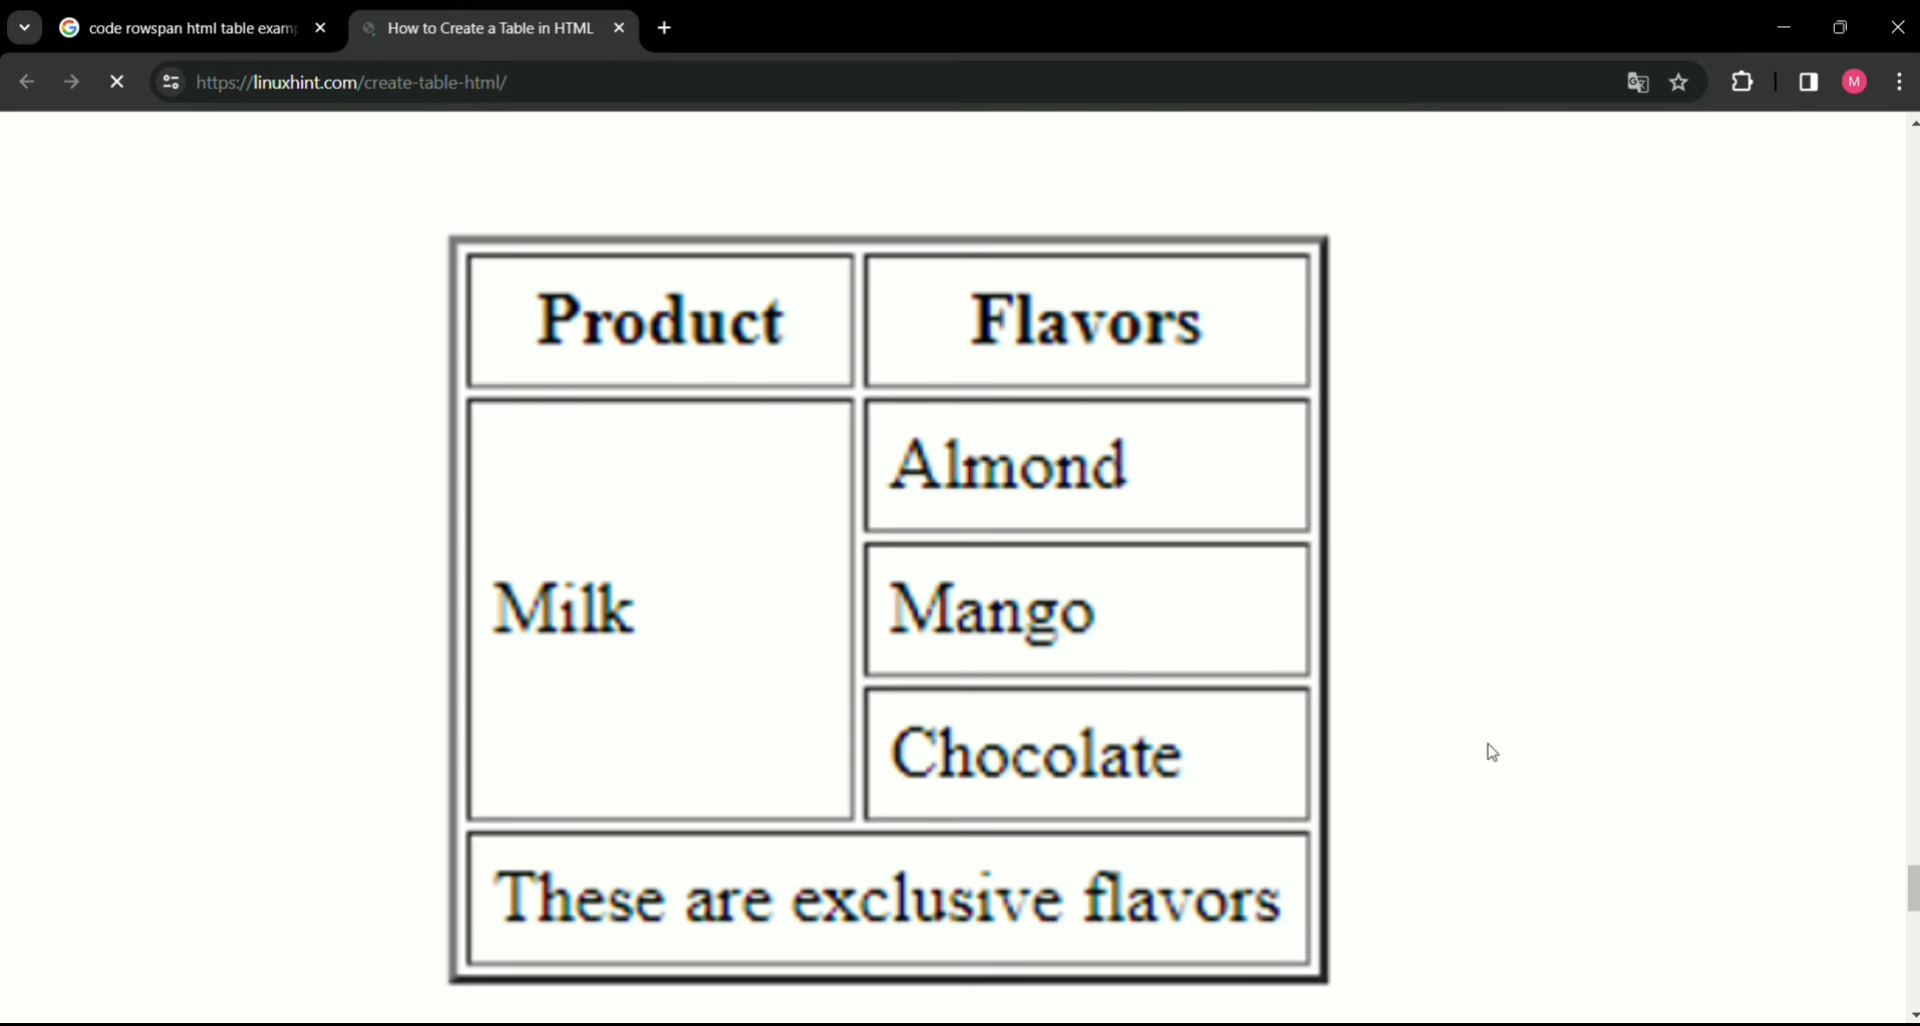 code rowspan html table exam
How to Create a Table in HTML
https://linuxhint.com/create-table-html/
M
Product Flavors
Milk
Almond
Mango
Chocolate
These are exclusive flavors